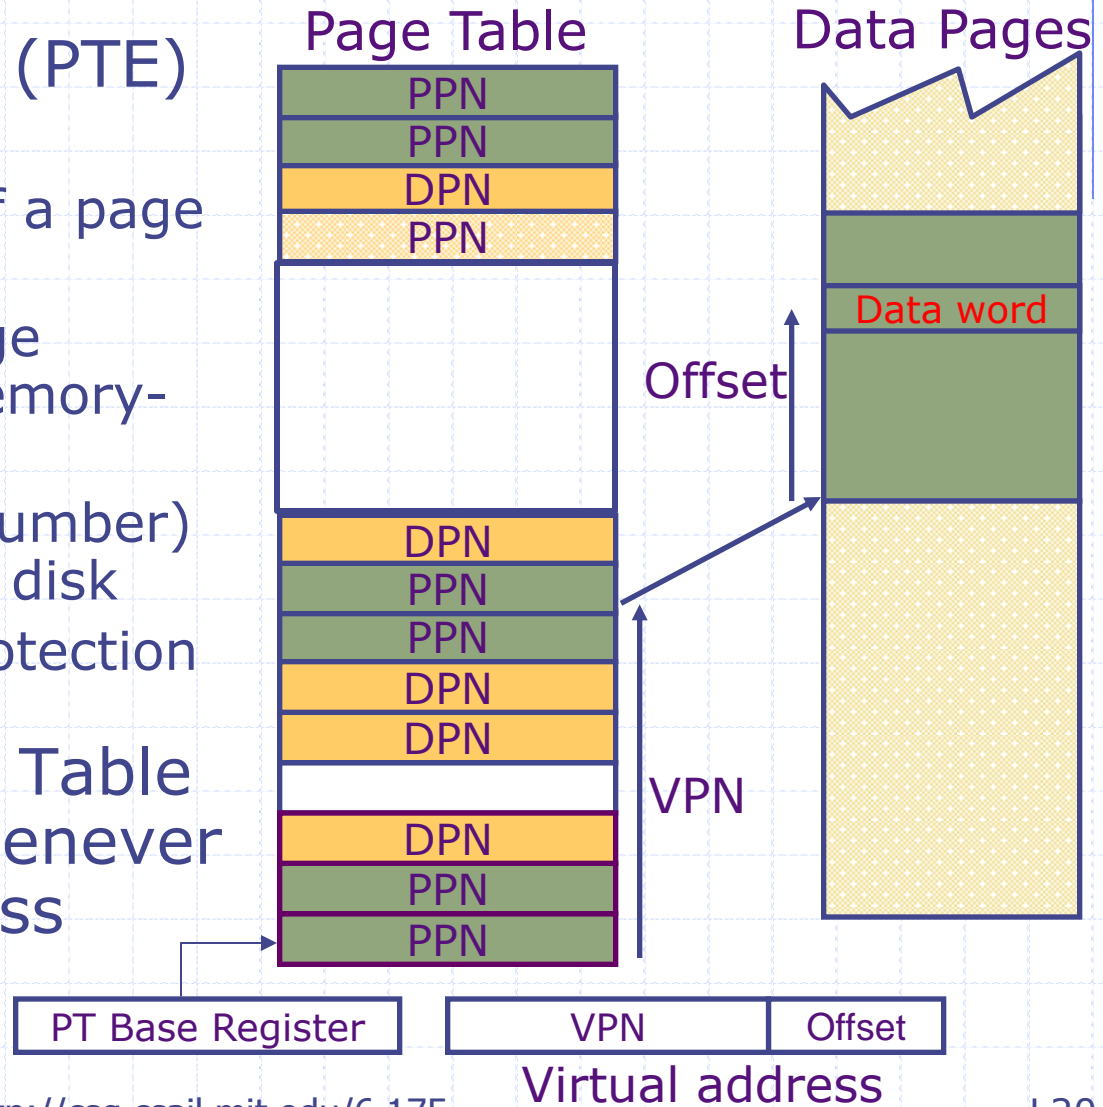 (PTE)
f a page
ge
emory-
umber)
disk
otection
Table
enever
ss
Page Table
PPN
PPN
DPN
PPN
DPN
PPN
PPN
DPN
DPN
DPN
PPN
PPN
VPN
Offset
Data Pages
Data word
PT Base Register
VPN
Offset
Virtual address